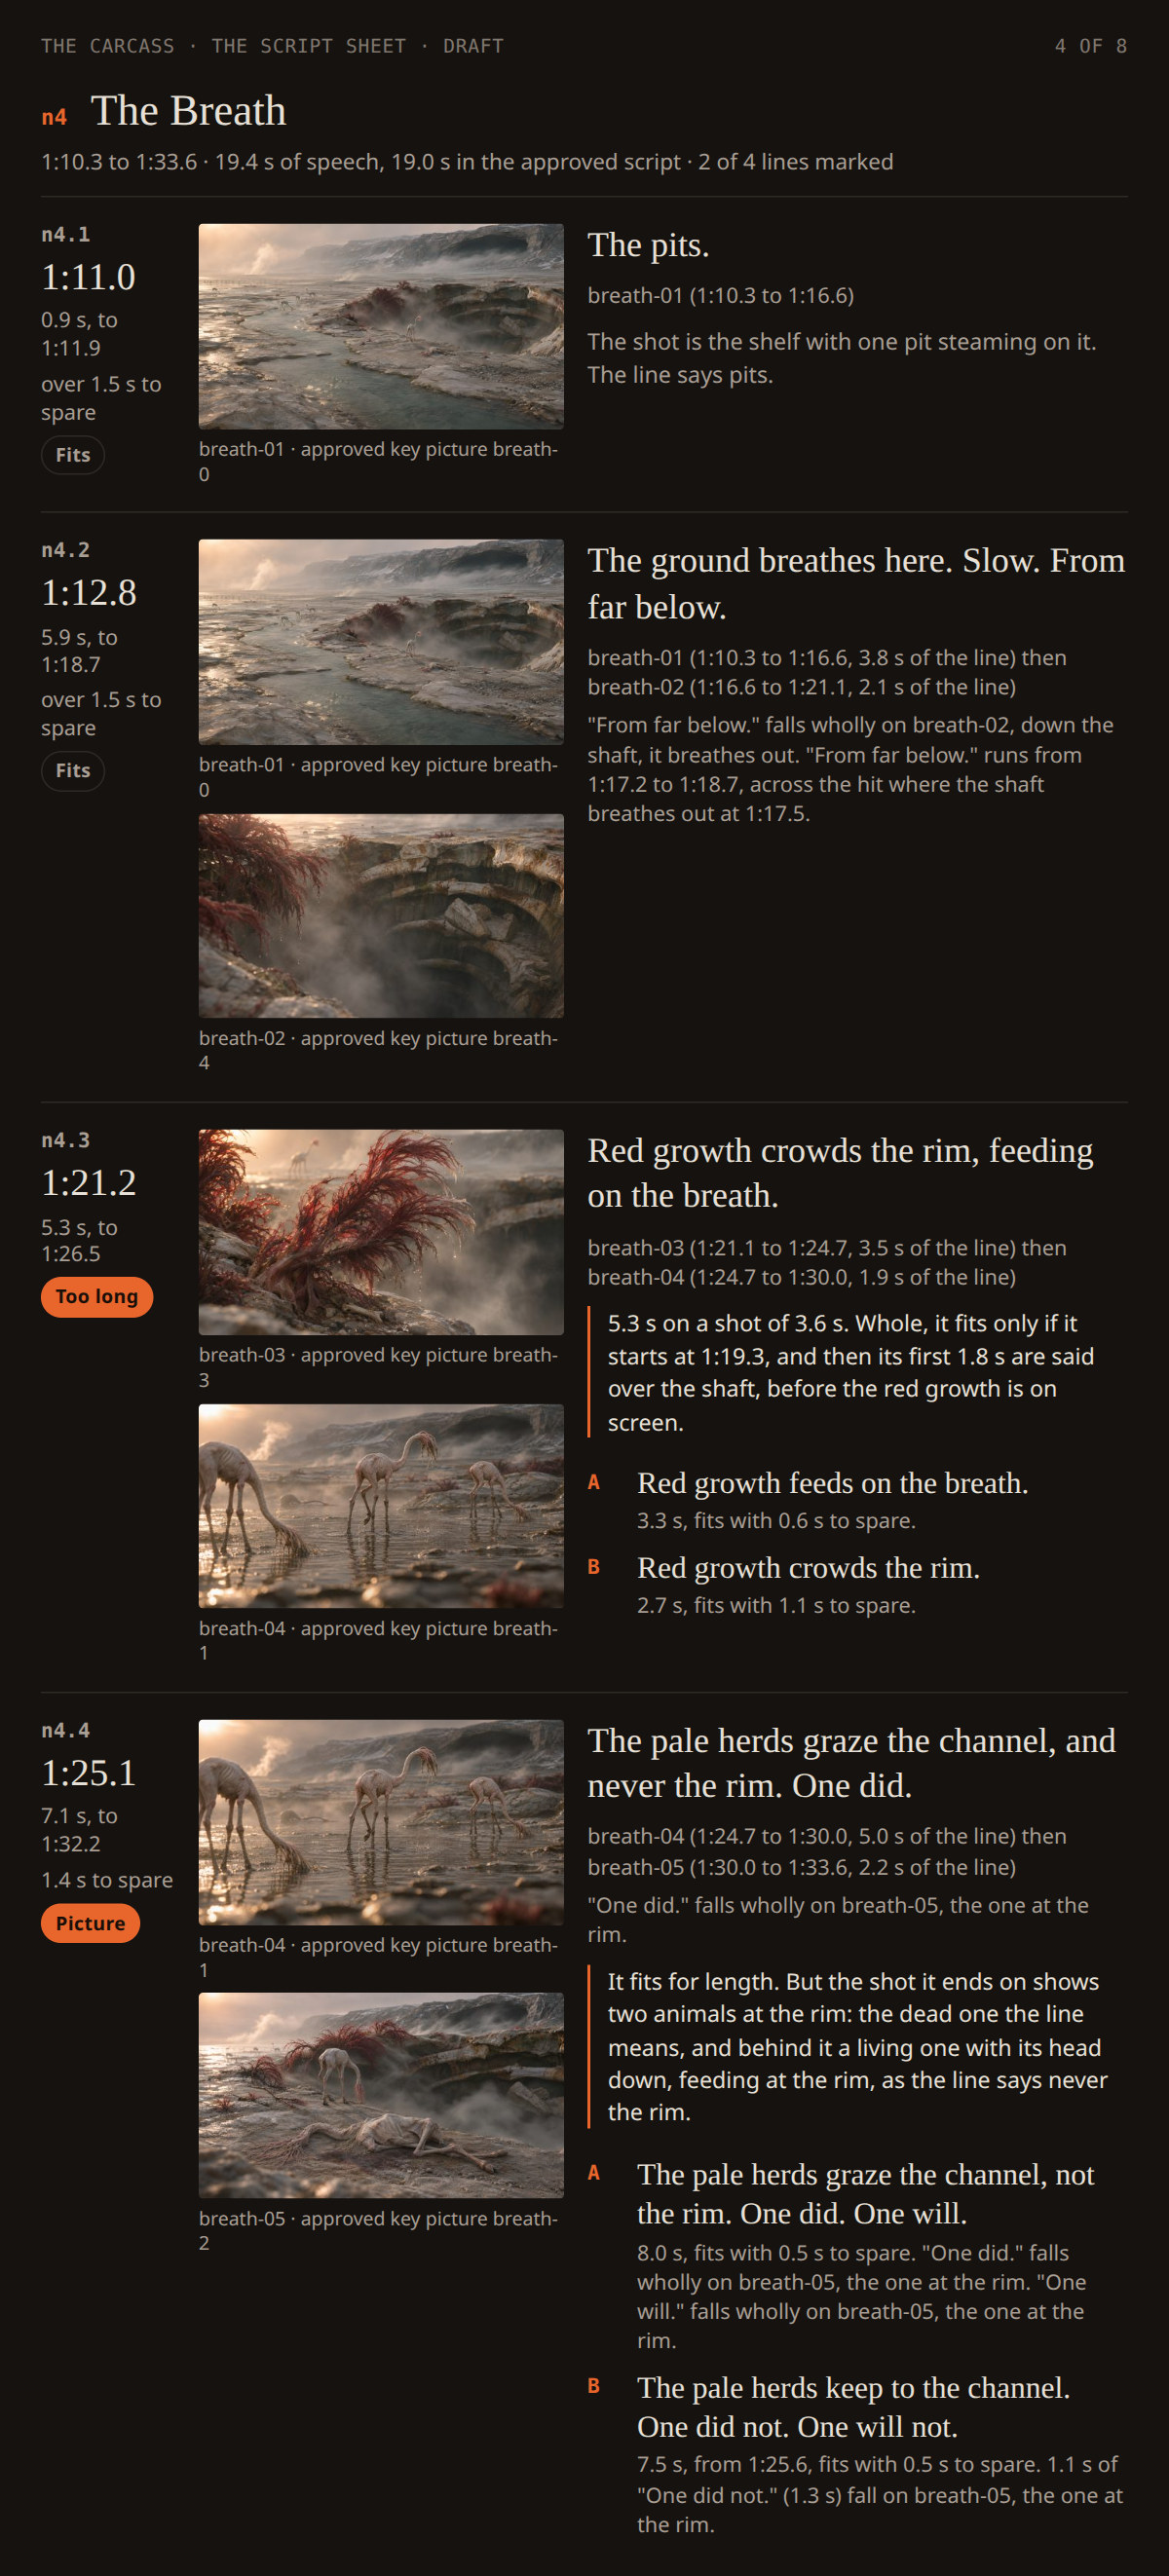 THE CARCASS · THE SCRIPT SHEET · DRAFT
4 OF 8
n4 The Breath
1:10.3 to 1:33.6 · 19.4 s of speech, 19.0 s in the approved script · 2 of 4 lines marked
n4.1
1:11.0
0.9 s, to
1:11.9
over 1.5 s to
spare
Fits
breath-01 · approved key picture breath-
0
The pits.
breath-01 (1:10.3 to 1:16.6)
The shot is the shelf with one pit steaming on it.
The line says pits.
n4.2
1:12.8
5.9 s, to
1:18.7
over 1.5 s to
spare
Fits
breath-01 · approved key picture breath-
0
breath-02 · approved key picture breath-
4
The ground breathes here. Slow. From
far below.
breath-01 (1:10.3 to 1:16.6, 3.8 s of the line) then
breath-02 (1:16.6 to 1:21.1, 2.1 s of the line)
"From far below." falls wholly on breath-02, down the
shaft, it breathes out. "From far below." runs from
1:17.2 to 1:18.7, across the hit where the shaft
breathes out at 1:17.5.
n4.3
1:21.2
5.3 s, to
1:26.5
Too long
breath-03 · approved key picture breath-
3
breath-04 · approved key picture breath-
1
Red growth crowds the rim, feeding
on the breath.
breath-03 (1:21.1 to 1:24.7, 3.5 s of the line) then
breath-04 (1:24.7 to 1:30.0, 1.9 s of the line)
5.3 s on a shot of 3.6 s. Whole, it fits only if it
starts at 1:19.3, and then its first 1.8 s are said
over the shaft, before the red growth is on
screen.
A Red growth feeds on the breath.
3.3 s, fits with 0.6 s to spare.
B Red growth crowds the rim.
2.7 s, fits with 1.1 s to spare.
n4.4
1:25.1
7.1 s, to
1:32.2
1.4 s to spare
Picture
breath-04 · approved key picture breath-
1
breath-05 · approved key picture breath-
2
The pale herds graze the channel, and
never the rim. One did.
breath-04 (1:24.7 to 1:30.0, 5.0 s of the line) then
breath-05 (1:30.0 to 1:33.6, 2.2 s of the line)
"One did." falls wholly on breath-05, the one at the
rim.
It fits for length. But the shot it ends on shows
two animals at the rim: the dead one the line
means, and behind it a living one with its head
down, feeding at the rim, as the line says never
the rim.
A The pale herds graze the channel, not
the rim. One did. One will.
8.0 s, fits with 0.5 s to spare. "One did." falls
wholly on breath-05, the one at the rim. "One
will." falls wholly on breath-05, the one at the
rim.
B The pale herds keep to the channel.
One did not. One will not.
7.5 s, from 1:25.6, fits with 0.5 s to spare. 1.1 s of
"One did not." (1.3 s) fall on breath-05, the one at
the rim.